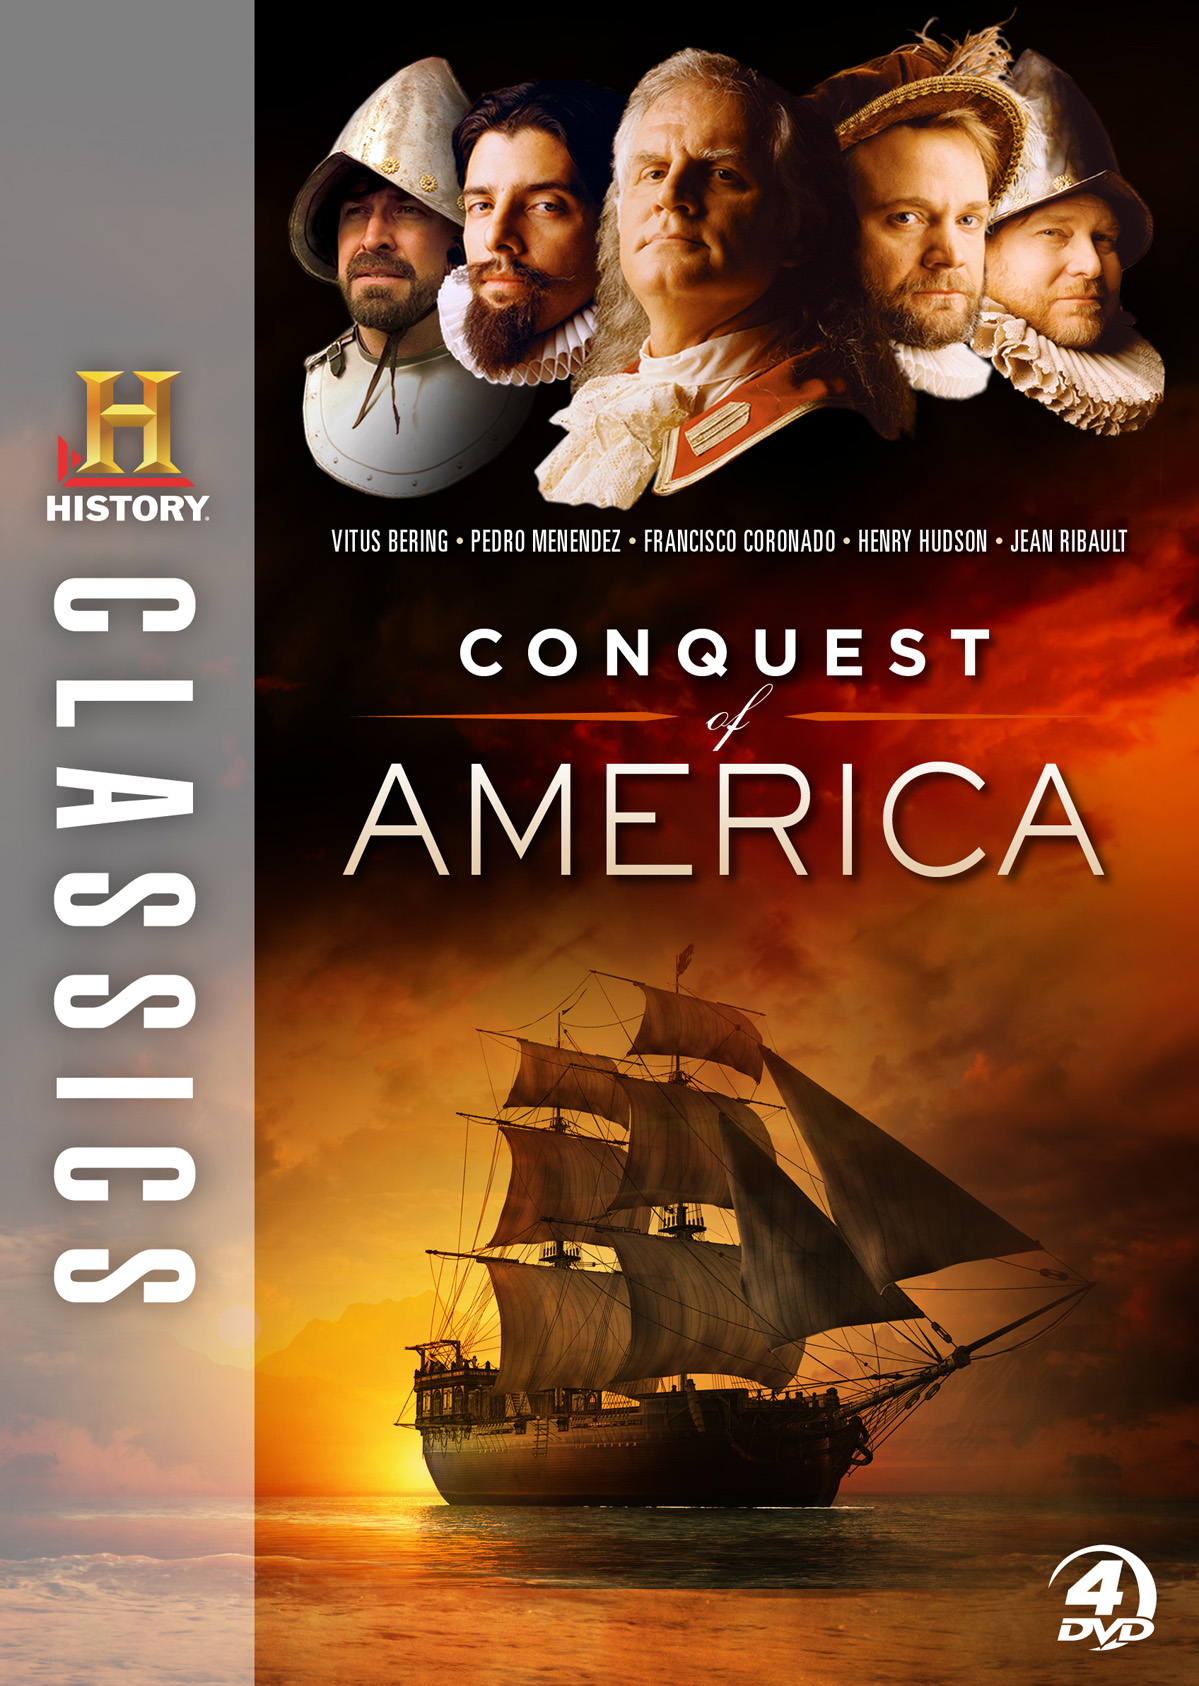 H
HISTORY.
CLASSICS
VITUS BERING • PEDRO MENENDEZ • FRANCISCO CORONADO • HENRY HUDSON • JEAN RIBAULT
CONQUEST
of
AMERICA
4
DVD